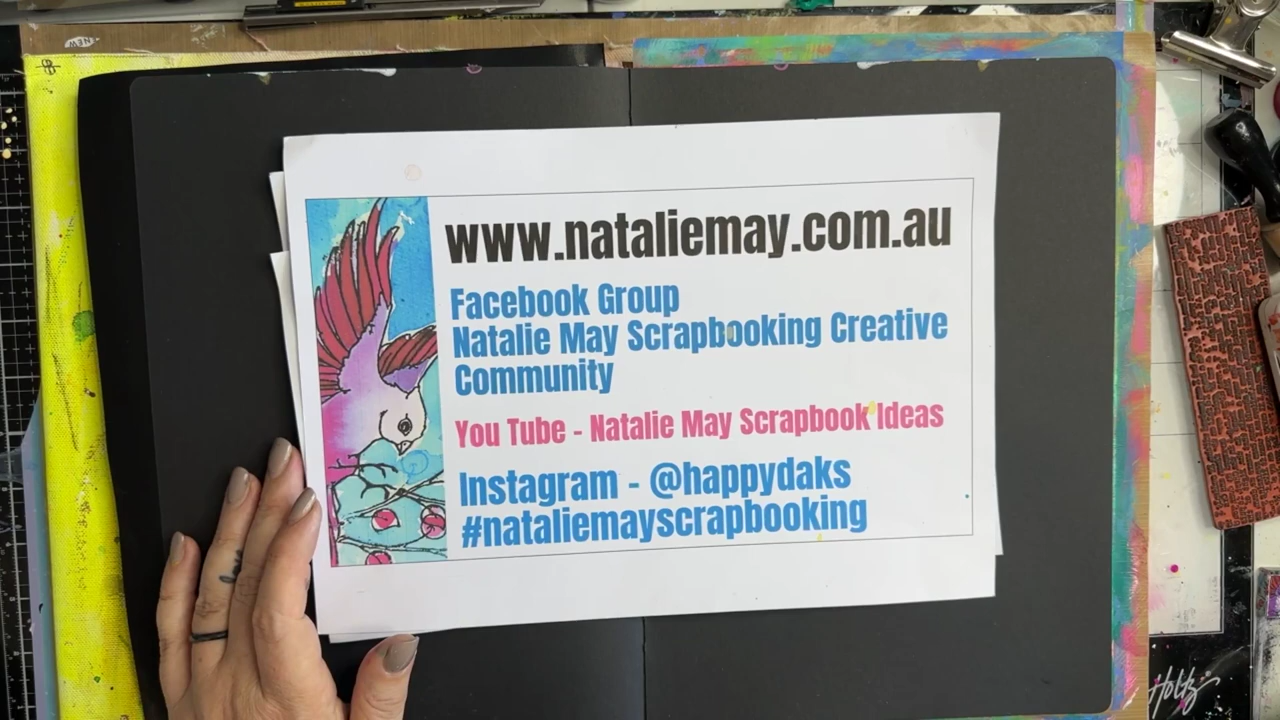 www.nataliemay.com.au
Facebook Group
Natalie May Scrapbooking Creative
Community
You Tube - Natalie May Scrapbook Ideas
Instagram - @happydaks
#nataliemayscrapbooking
Holtz